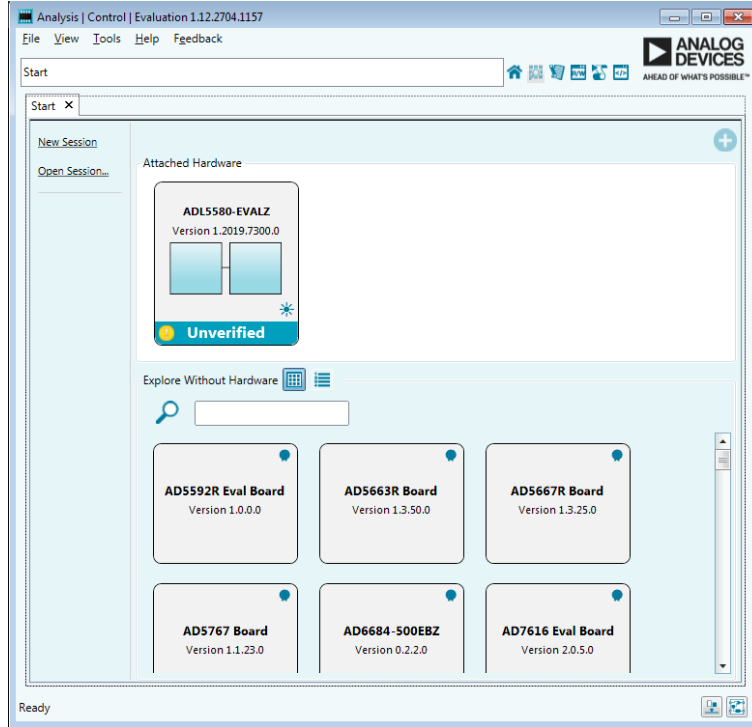 Analysis | Control | Evaluation 1.12.2704.1157
File View Tools Help Feedback
ANALOG
DEVICES
AHEAD OF WHAT'S POSSIBLE™
Start
Start X
New Session
Open Session...
Attached Hardware
ADL5580-EVALZ
Version 1.2019.7300.0
Unverified
Explore Without Hardware
AD5592R Eval Board
Version 1.0.0.0
AD5663R Board
Version 1.3.50.0
AD5667R Board
Version 1.3.25.0
AD5767 Board
Version 1.1.23.0
AD6684-500EBZ
Version 0.2.2.0
AD7616 Eval Board
Version 2.0.5.0
Ready